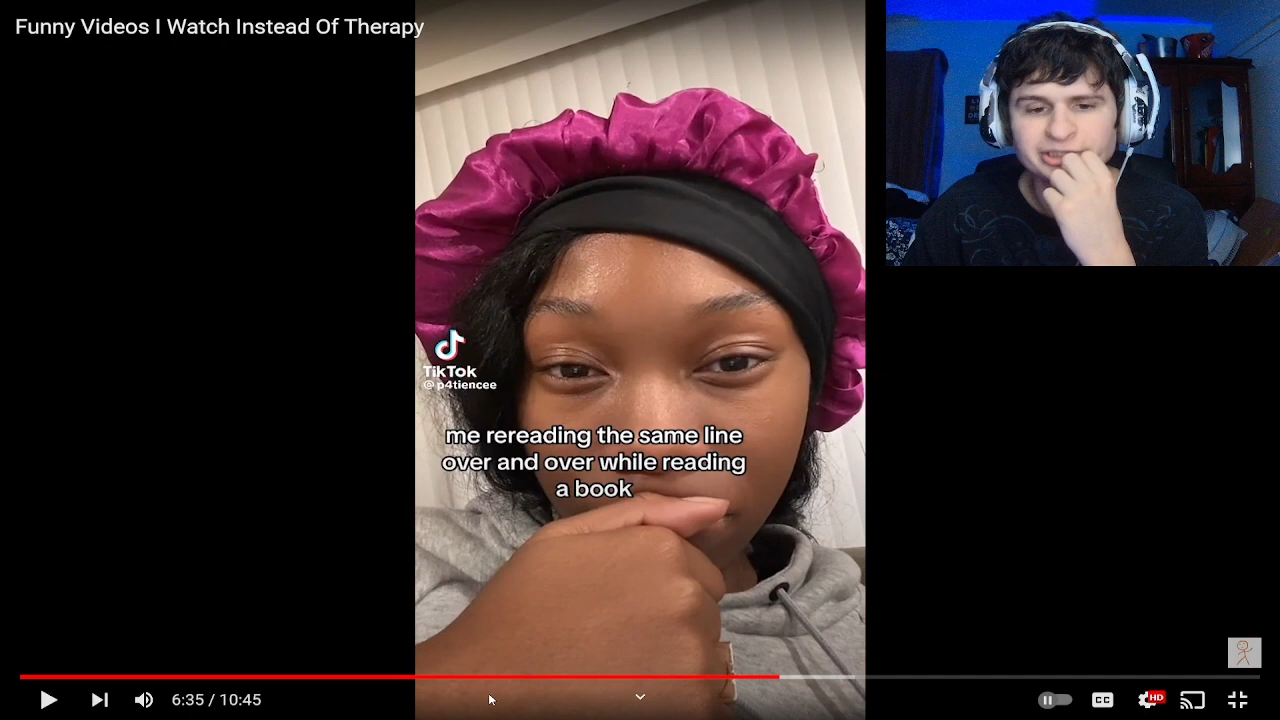 Funny Videos I Watch Instead Of Therapy
TikTok
@p4tiencee
me rereading the same line
over and over while reading
a book
6:35 / 10:45
CC
HD